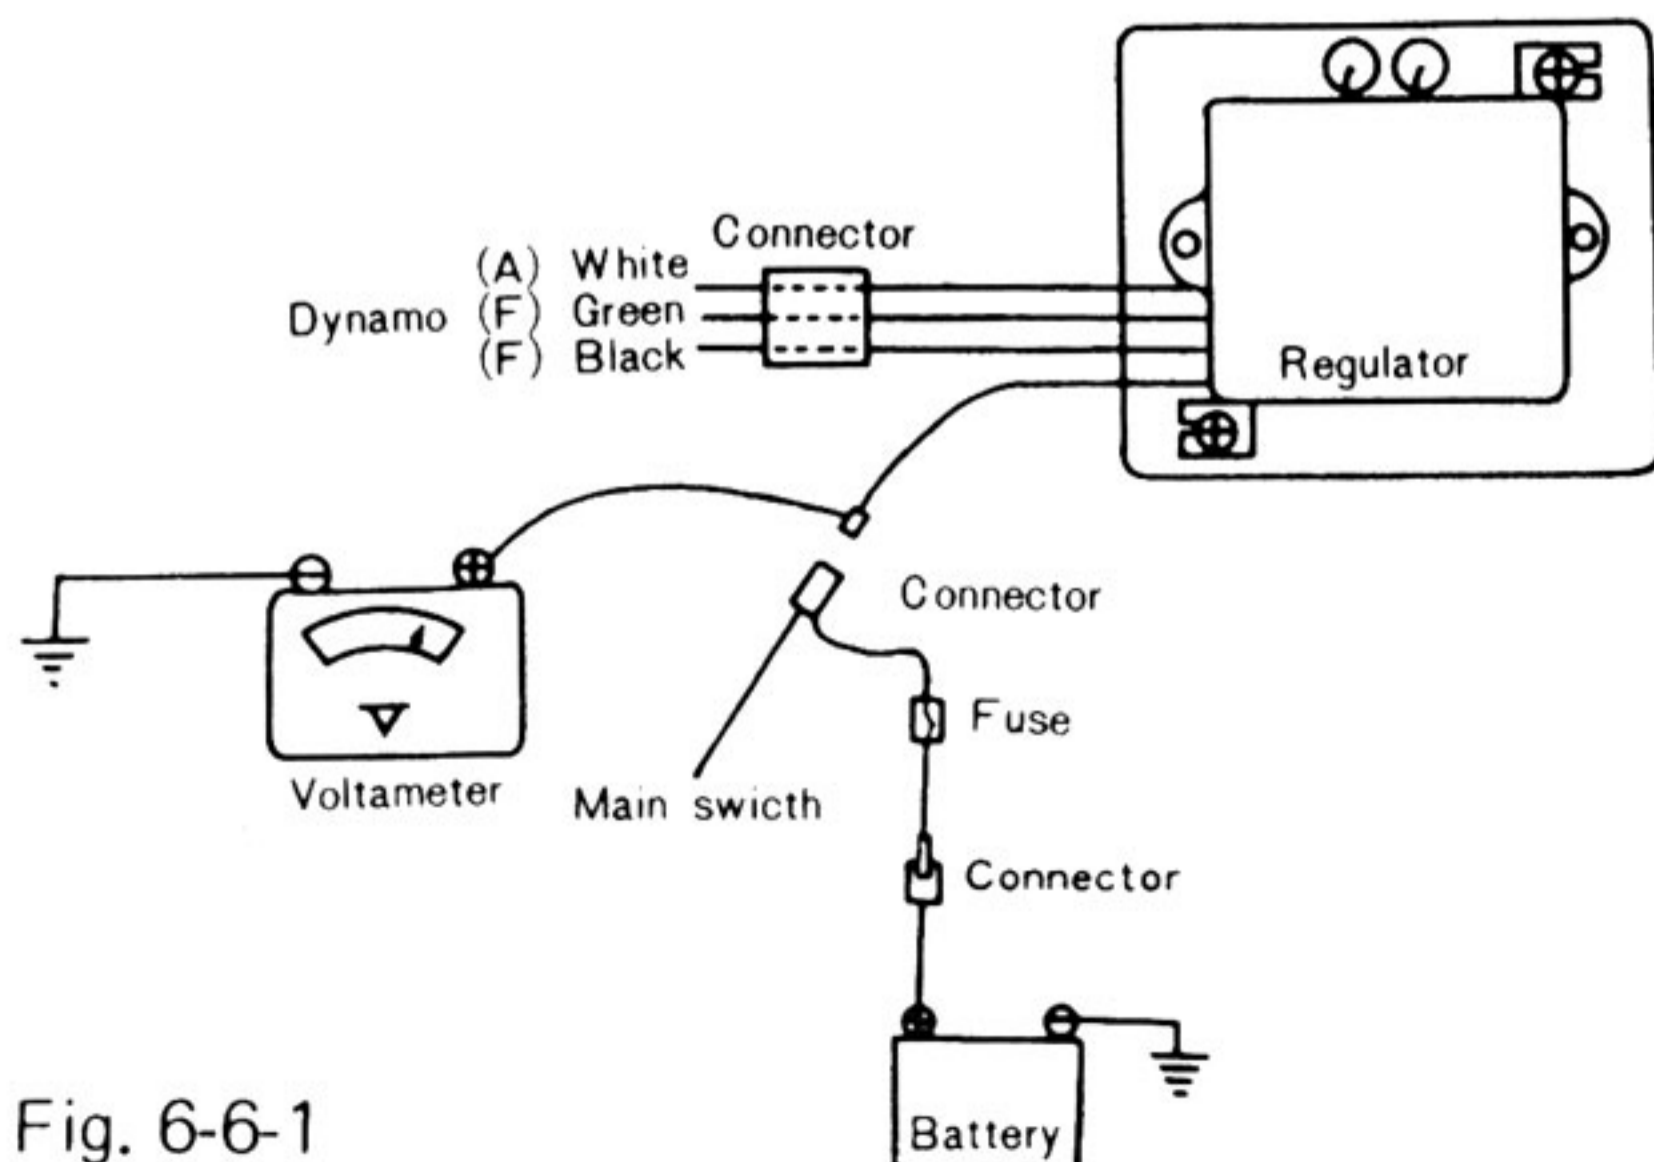 Connector
(A) White
Dynamo (F) Green
(F) Black
Regulator
Connector
Fuse
Voltameter
Main swicth
Connector
Battery
Fig. 6-6-1